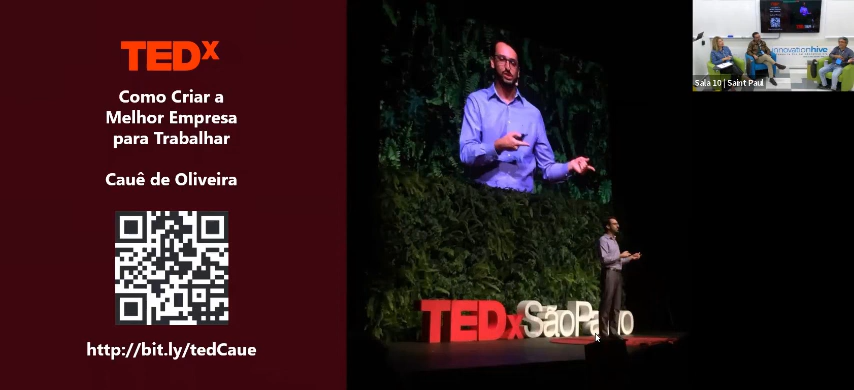 TEDx
Como Criar a
Melhor Empresa
para Trabalhar
Cauê de Oliveira
http://bit.ly/tedCaue
TEDxSãoPaulo
innovationhive
Sala 10 | Saint Paul